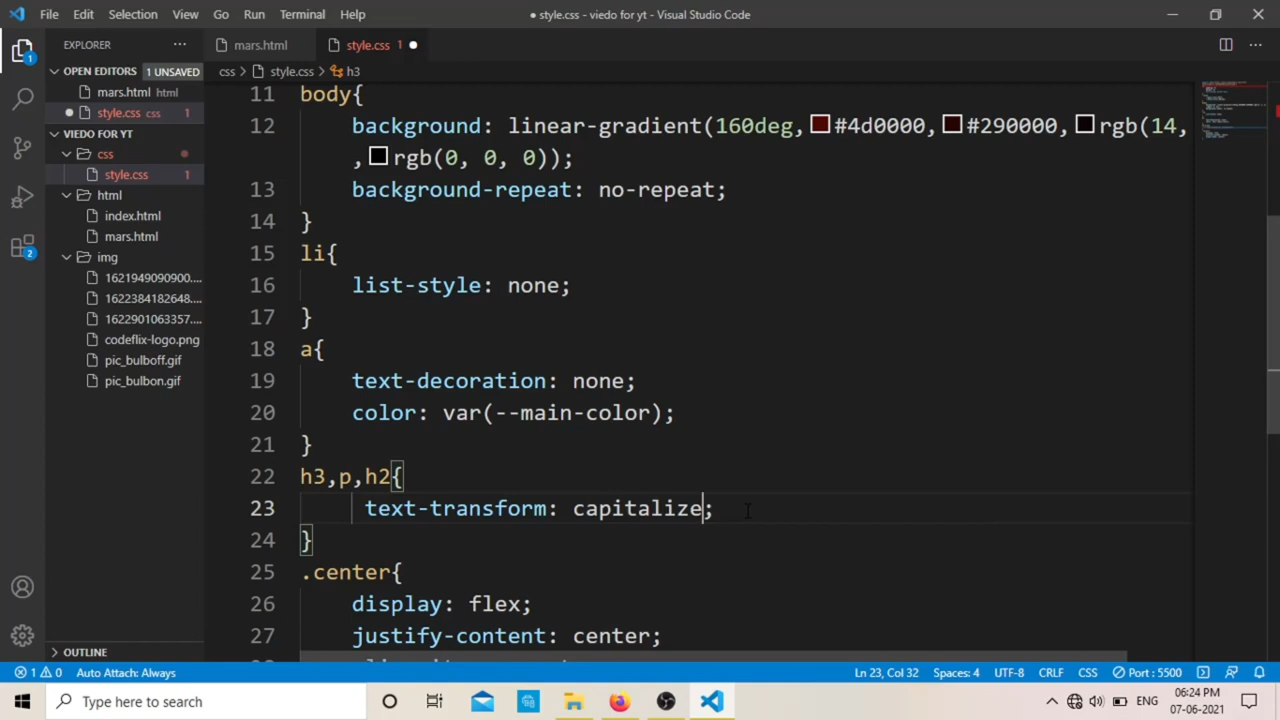 File Edit Selection View Go Run Terminal Help
● style.css - viedo for yt - Visual Studio Code
EXPLORER ...
mars.html
style.css 1 ●
OPEN EDITORS 1 UNSAVED
css > style.css > h3
mars.html html
style.css css 1
VIEDO FOR YT
css
style.css 1
html
index.html
mars.html
img
1621949090900....
1622384182648....
1622901063357....
codeflix-logo.png
pic_bulboff.gif
pic_bulbon.gif
OUTLINE
11 body{
12 background: linear-gradient(160deg,#4d0000,#290000,rgb(14,
,rgb(0, 0, 0));
13 background-repeat: no-repeat;
14 }
15 li{
16 list-style: none;
17 }
18 a{
19 text-decoration: none;
20 color: var(--main-color);
21 }
22 h3,p,h2{
23 text-transform: capitalize;
24 }
25 .center{
26 display: flex;
27 justify-content: center;
1 0 Auto Attach: Always
Ln 23, Col 32 Spaces: 4 UTF-8 CRLF CSS Port : 5500
Type here to search
ENG
06:24 PM
07-06-2021
1
2